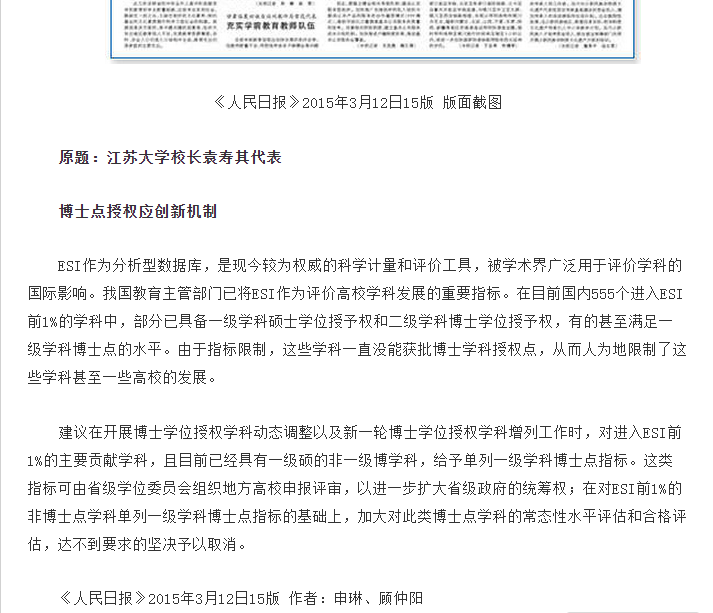 充实学前教育教师队伍
《人民日报》2015年3月12日15版 版面截图
原题：江苏大学校长袁寿其代表
博士点授权应创新机制
ESI作为分析型数据库，是现今较为权威的科学计量和评价工具，被学术界广泛用于评价学科的
国际影响。我国教育主管部门已将ESI作为评价高校学科发展的重要指标。在目前国内555个进入ESI
前1%的学科中，部分已具备一级学科硕士学位授予权和二级学科博士学位授予权，有的甚至满足一
级学科博士点的水平。由于指标限制，这些学科一直没能获批博士学科授权点，从而人为地限制了这
些学科甚至一些高校的发展。
建议在开展博士学位授权学科动态调整以及新一轮博士学位授权学科增列工作时，对进入ESI前
1%的主要贡献学科，且目前已经具有一级硕的非一级博学科，给予单列一级学科博士点指标。这类
指标可由省级学位委员会组织地方高校申报评审，以进一步扩大省级政府的统筹权；在对ESI前1%的
非博士点学科单列一级学科博士点指标的基础上，加大对此类博士点学科的常态性水平评估和合格评
估，达不到要求的坚决予以取消。
《人民日报》2015年3月12日15版 作者：申琳、顾仲阳